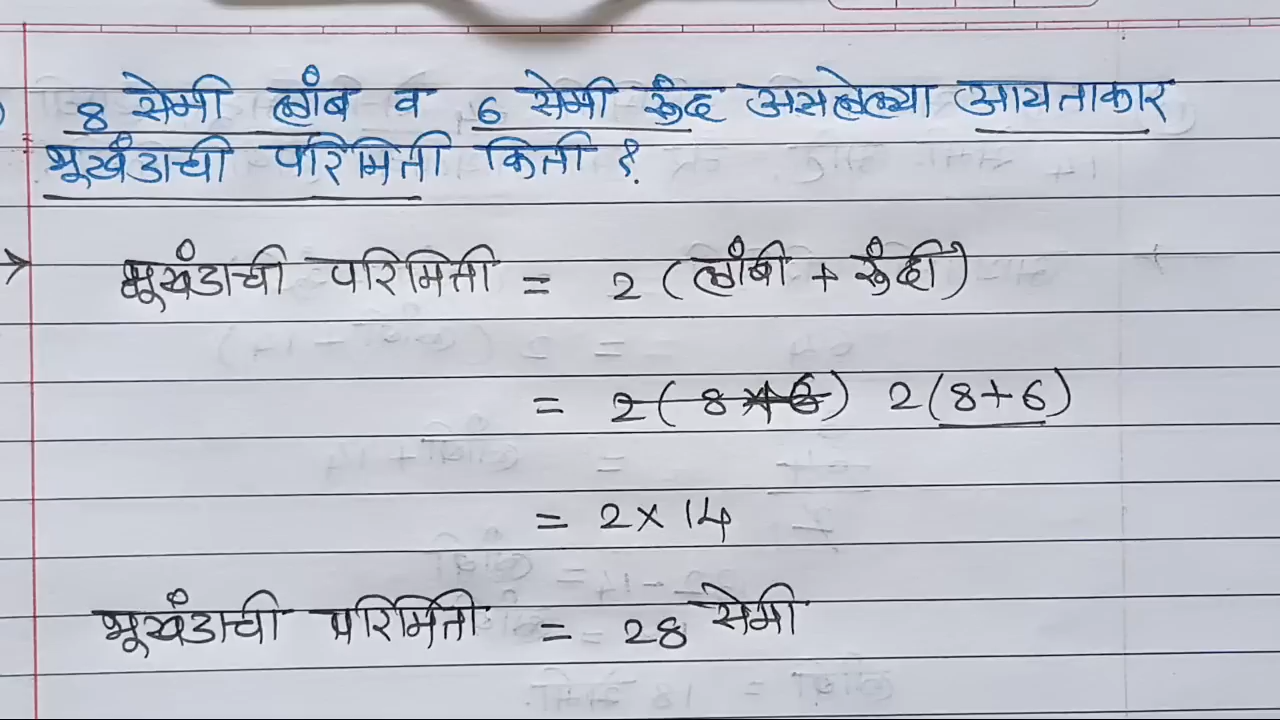 8 सेमी लांब व 6 सेमी रुंद असलेल्या आयताकार
भूखंडाची परिमिती किती ?
भूखंडाची परिमिती = 2 (लांबी + रुंदी)
= 2(8+6) 2(8+6)
= 2×14
भूखंडाची परिमिती = 28 सेमी